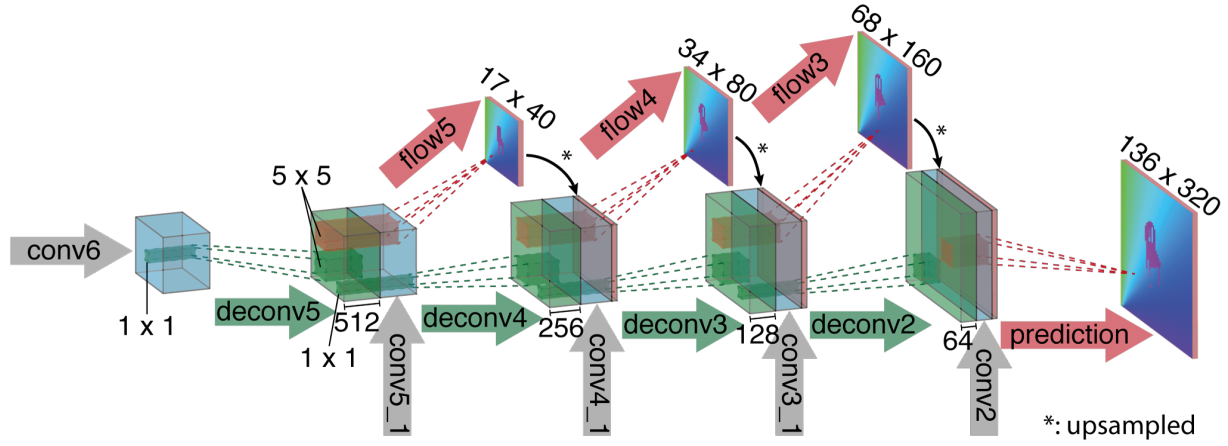 68 x 160
34 x 80
flow3
17 x 40
flow4
*
flow5
*
*
136 x 320
5 x 5
conv6
1 x 1
deconv5
512
deconv4
256
deconv3
128
deconv2
64
prediction
1 x 1
conv5_1
conv4_1
conv3_1
conv2
*: upsampled